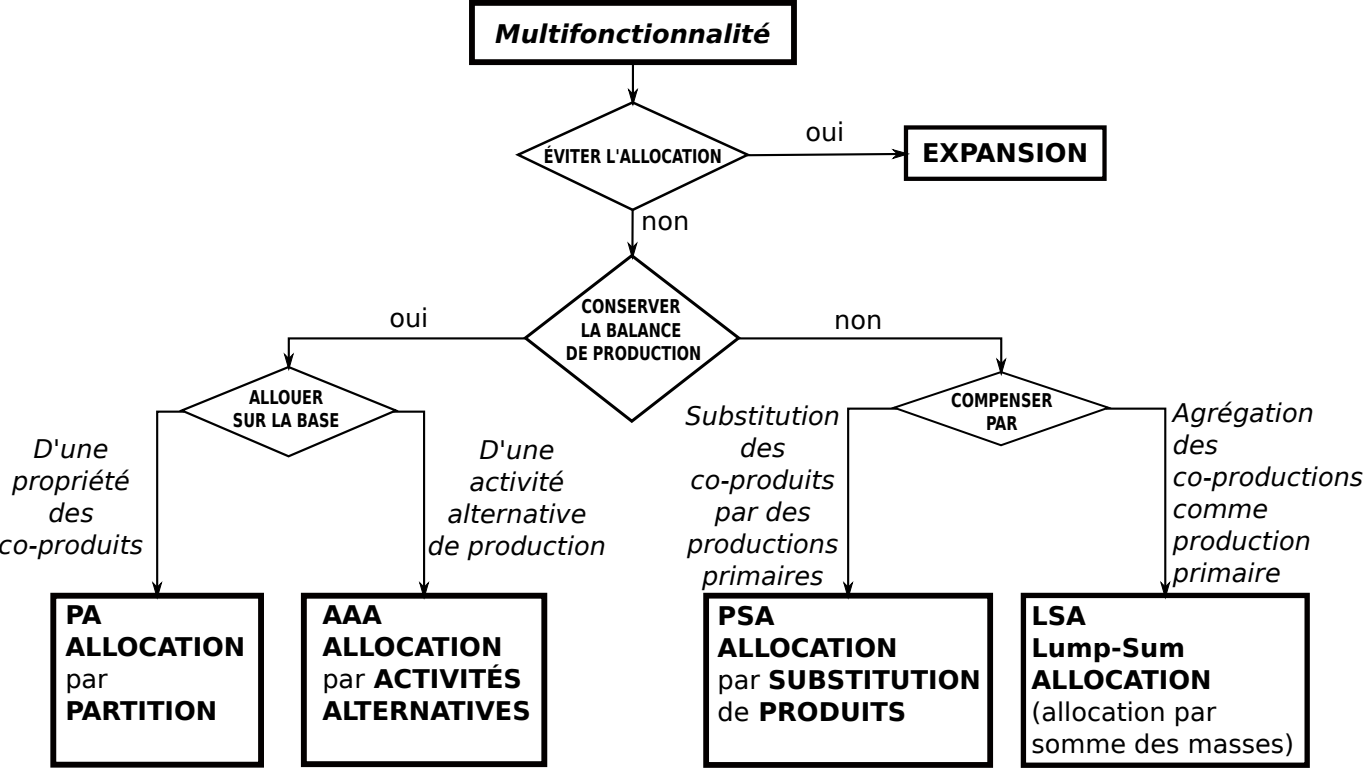 Multifonctionnalité
ÉVITER L'ALLOCATION
oui
EXPANSION
non
CONSERVER
LA BALANCE
DE PRODUCTION
oui
non
ALLOUER
SUR LA BASE
COMPENSER
PAR
D'une
propriété
des
co-produits
D'une
activité
alternative
de production
Substitution
des
co-produits
par des
productions
primaires
Agrégation
des
co-productions
comme
production
primaire
PA
ALLOCATION
par
PARTITION
AAA
ALLOCATION
par ACTIVITÉS
ALTERNATIVES
PSA
ALLOCATION
par SUBSTITUTION
de PRODUITS
LSA
Lump-Sum
ALLOCATION
(allocation par
somme des masses)